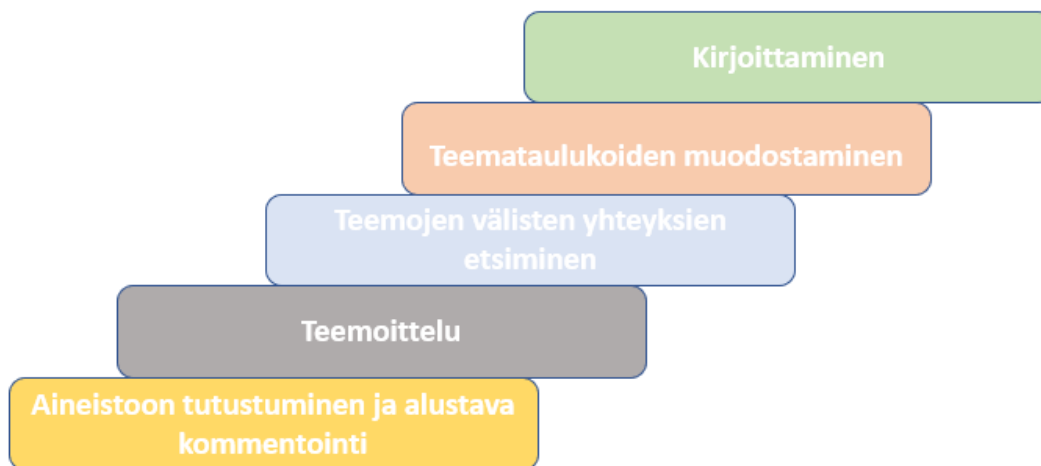 Kirjoittaminen
Teemataulukoiden muodostaminen
Teemojen välisten yhteyksien
etsiminen
Teemoittelu
Aineistoon tutustuminen ja alustava
kommentointi